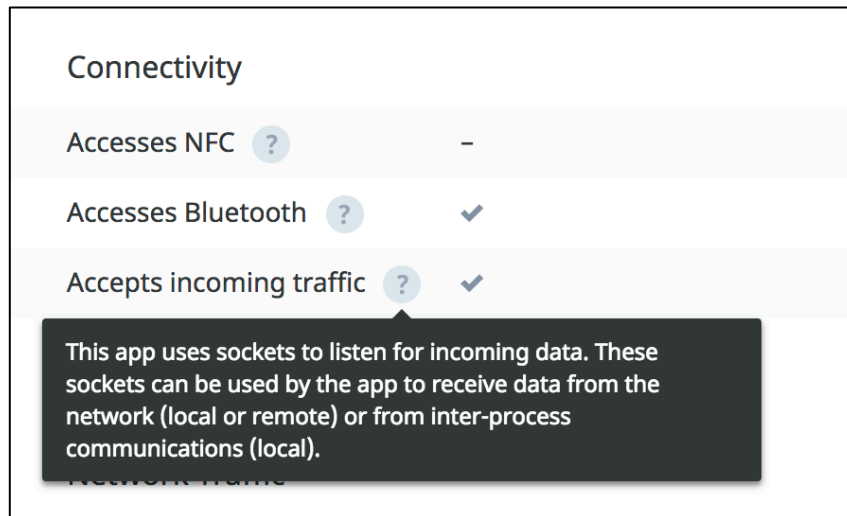 Connectivity
Accesses NFC ? –
Accesses Bluetooth ? ✔
Accepts incoming traffic ? ✔
This app uses sockets to listen for incoming data. These
sockets can be used by the app to receive data from the
network (local or remote) or from inter-process
communications (local).